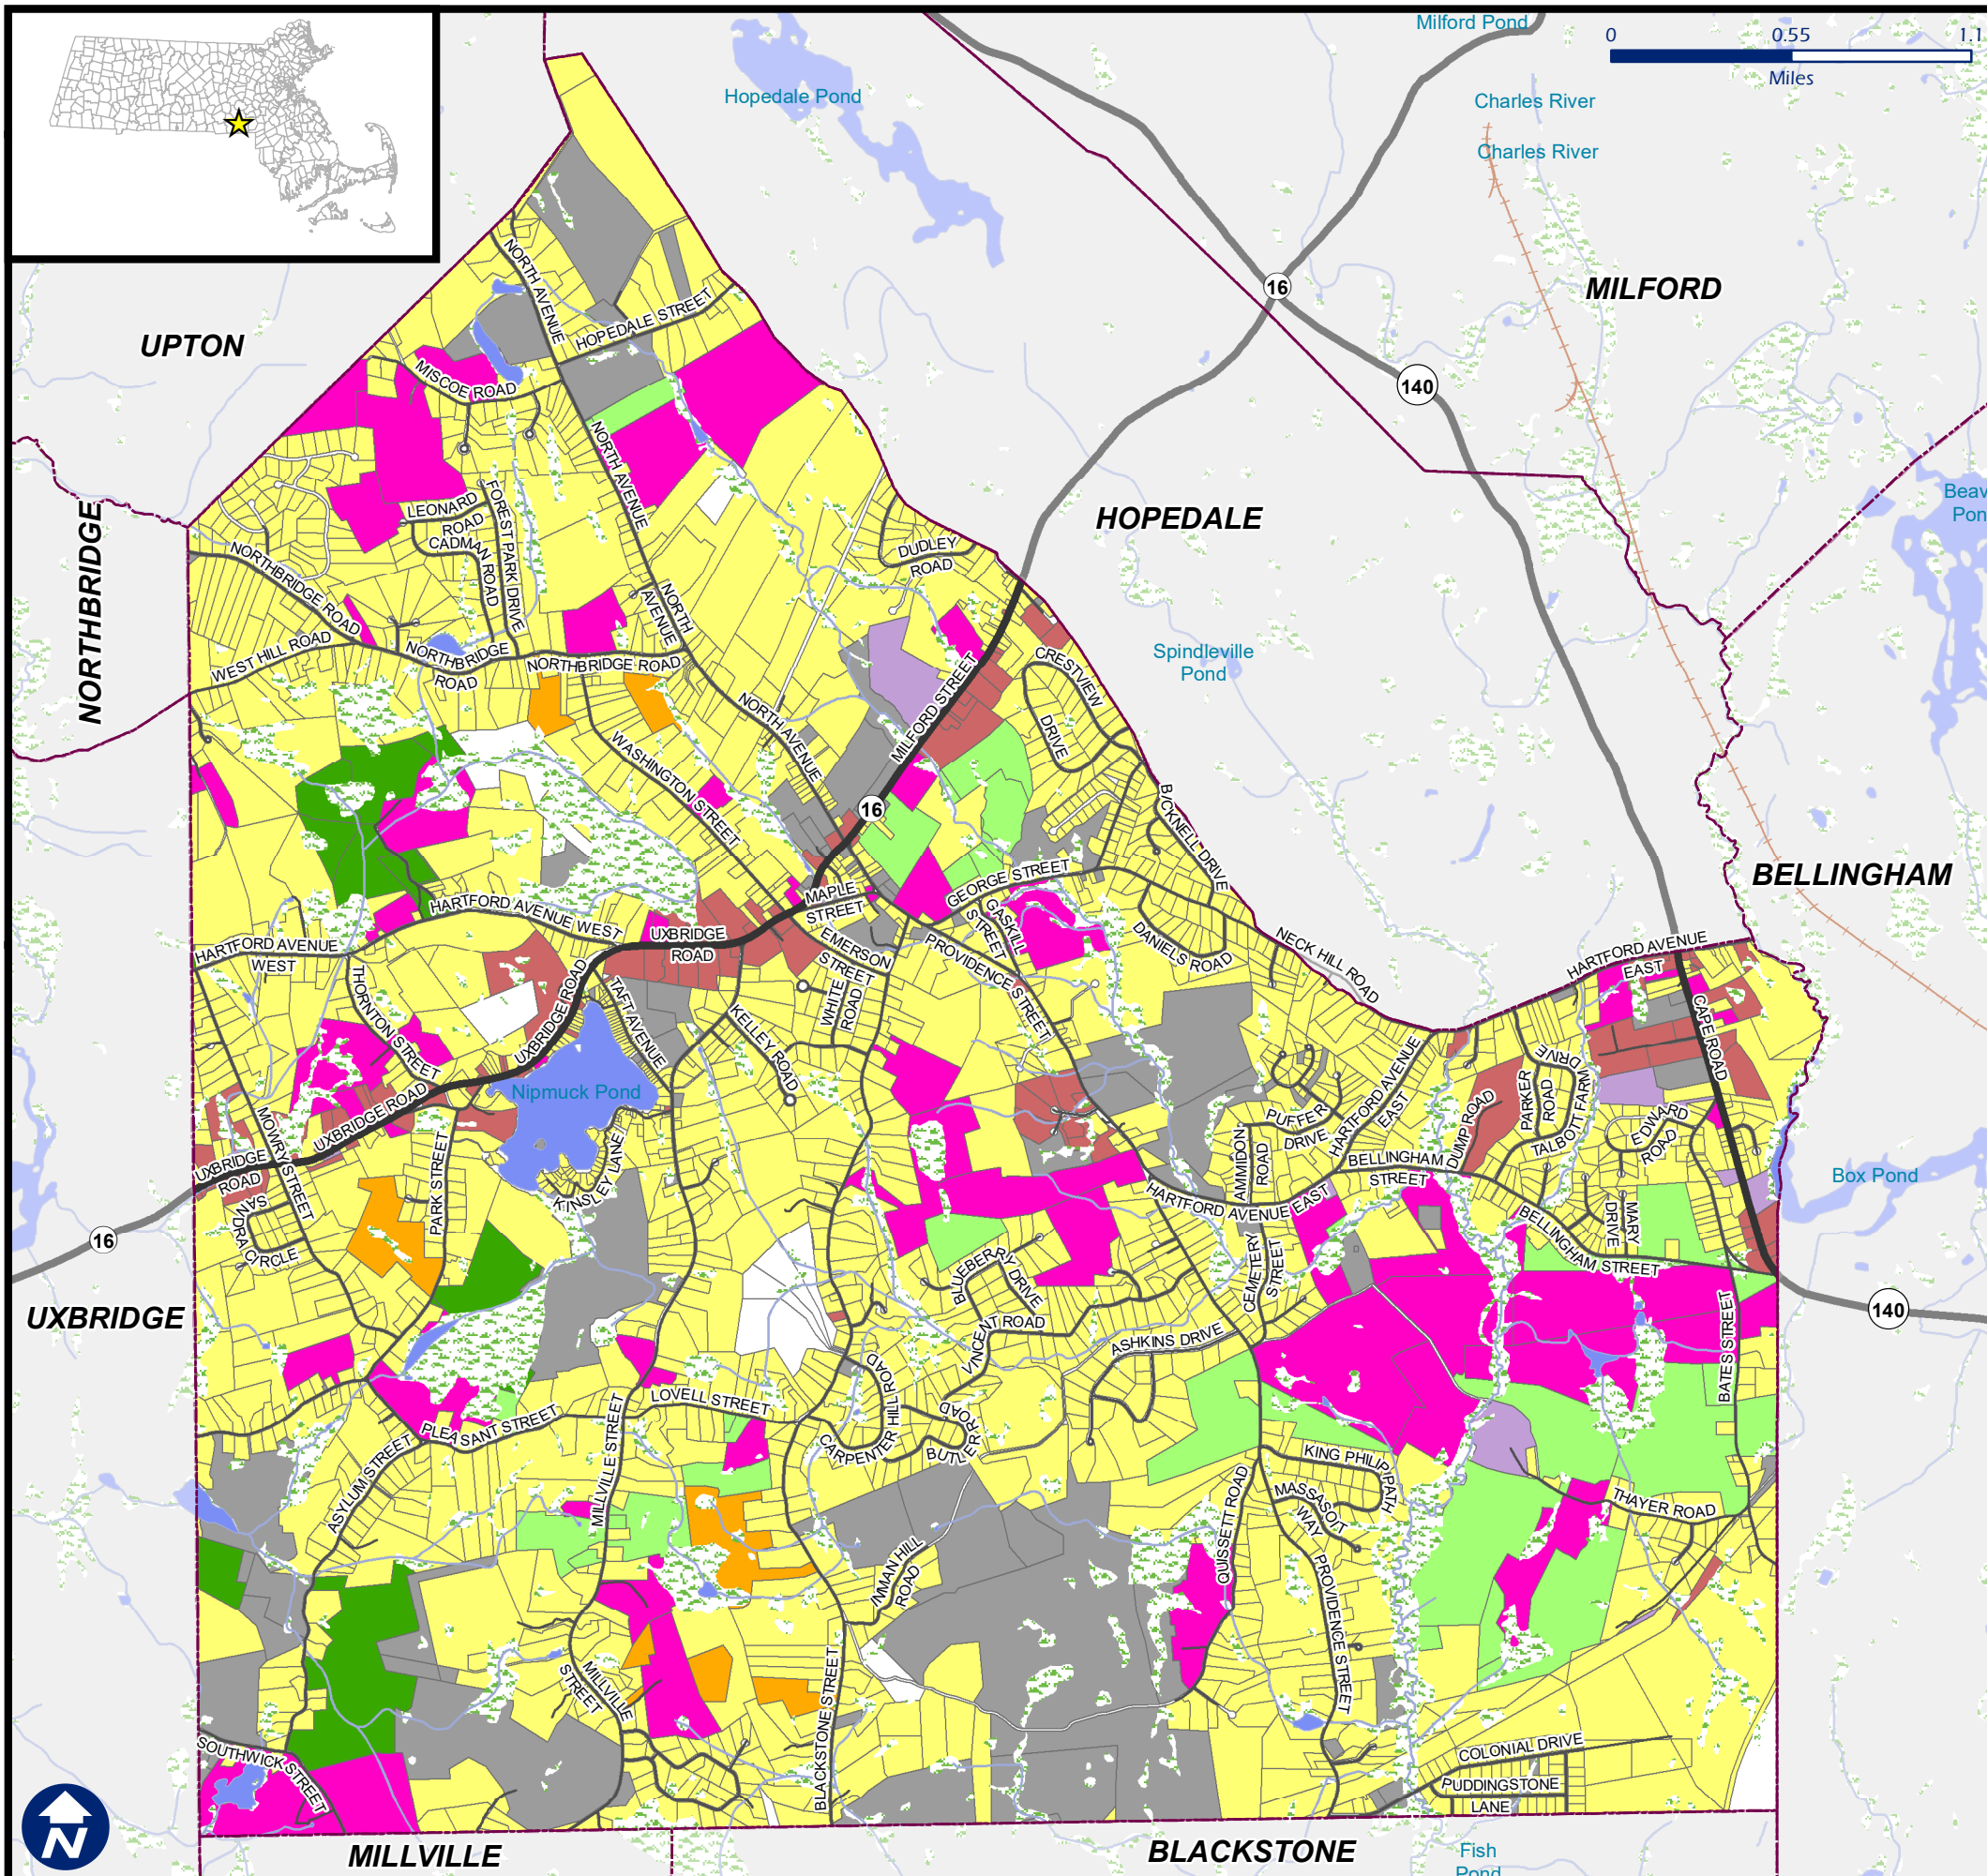 Milford Pond
0 0.55 1.1
Miles
Hopedale Pond
Charles River
Charles River
16
MILFORD
UPTON
140
NORTH AVENUE
HOPEDALE STREET
MISCOE ROAD
NORTH AVENUE
HOPEDALE
NORTHBRIDGE
LEONARD
ROAD
CADMAN ROAD
FOREST PARK DRIVE
DUDLEY
ROAD
NORTHBRIDGE ROAD
NORTH
AVENUE
WEST HILL ROAD
NORTHBRIDGE
ROAD
NORTHBRIDGE ROAD
Spindleville
Pond
CRESTVIEW
DRIVE
MILFORD STREET
NORTH AVENUE
WASHINGTON STREET
16
BICKNELL DRIVE
BELLINGHAM
MAPLE
STREET
GEORGE STREET
GASKILL
STREET
HARTFORD AVENUE WEST
HARTFORD AVENUE
WEST
UXBRIDGE
ROAD
EMERSON
STREET
PROVIDENCE STREET
DANIELS ROAD
NECK HILL ROAD
HARTFORD AVENUE
EAST
THORNTON STREET
UXBRIDGE ROAD
TAFT AVENUE
WHITE
ROAD
KELLEY ROAD
CAPE ROAD
Nipmuck Pond
HARTFORD AVENUE
EAST
PARKER
ROAD
DRIVE
TALBOTT FARM
DUMP ROAD
EDWARD
ROAD
PUFFER
DRIVE
AMMIDON
ROAD
UXBRIDGE ROAD
MOWRY STREET
UXBRIDGE
ROAD
SANDRA CIRCLE
PARK STREET
KINSLEY LANE
BELLINGHAM
STREET
Box Pond
HARTFORD AVENUE EAST
MARY
DRIVE
BELLINGHAM STREET
16
UXBRIDGE
CEMETERY
STREET
BLUEBERRY DRIVE
VINCENT ROAD
ASHKINS DRIVE
140
BATES STREET
LOVELL STREET
PLEASANT STREET
CARPENTER HILL ROAD
BUTLER ROAD
ASYLUM STREET
MILLVILLE STREET
KING PHILIP PATH
MASSASOIT
WAY
QUISSETT ROAD
THAYER ROAD
INMAN HILL
ROAD
PROVIDENCE STREET
MILLVILLE
STREET
BLACKSTONE STREET
SOUTHWICK STREET
COLONIAL DRIVE
PUDDINGSTONE
LANE
N
MILLVILLE
BLACKSTONE
Fish